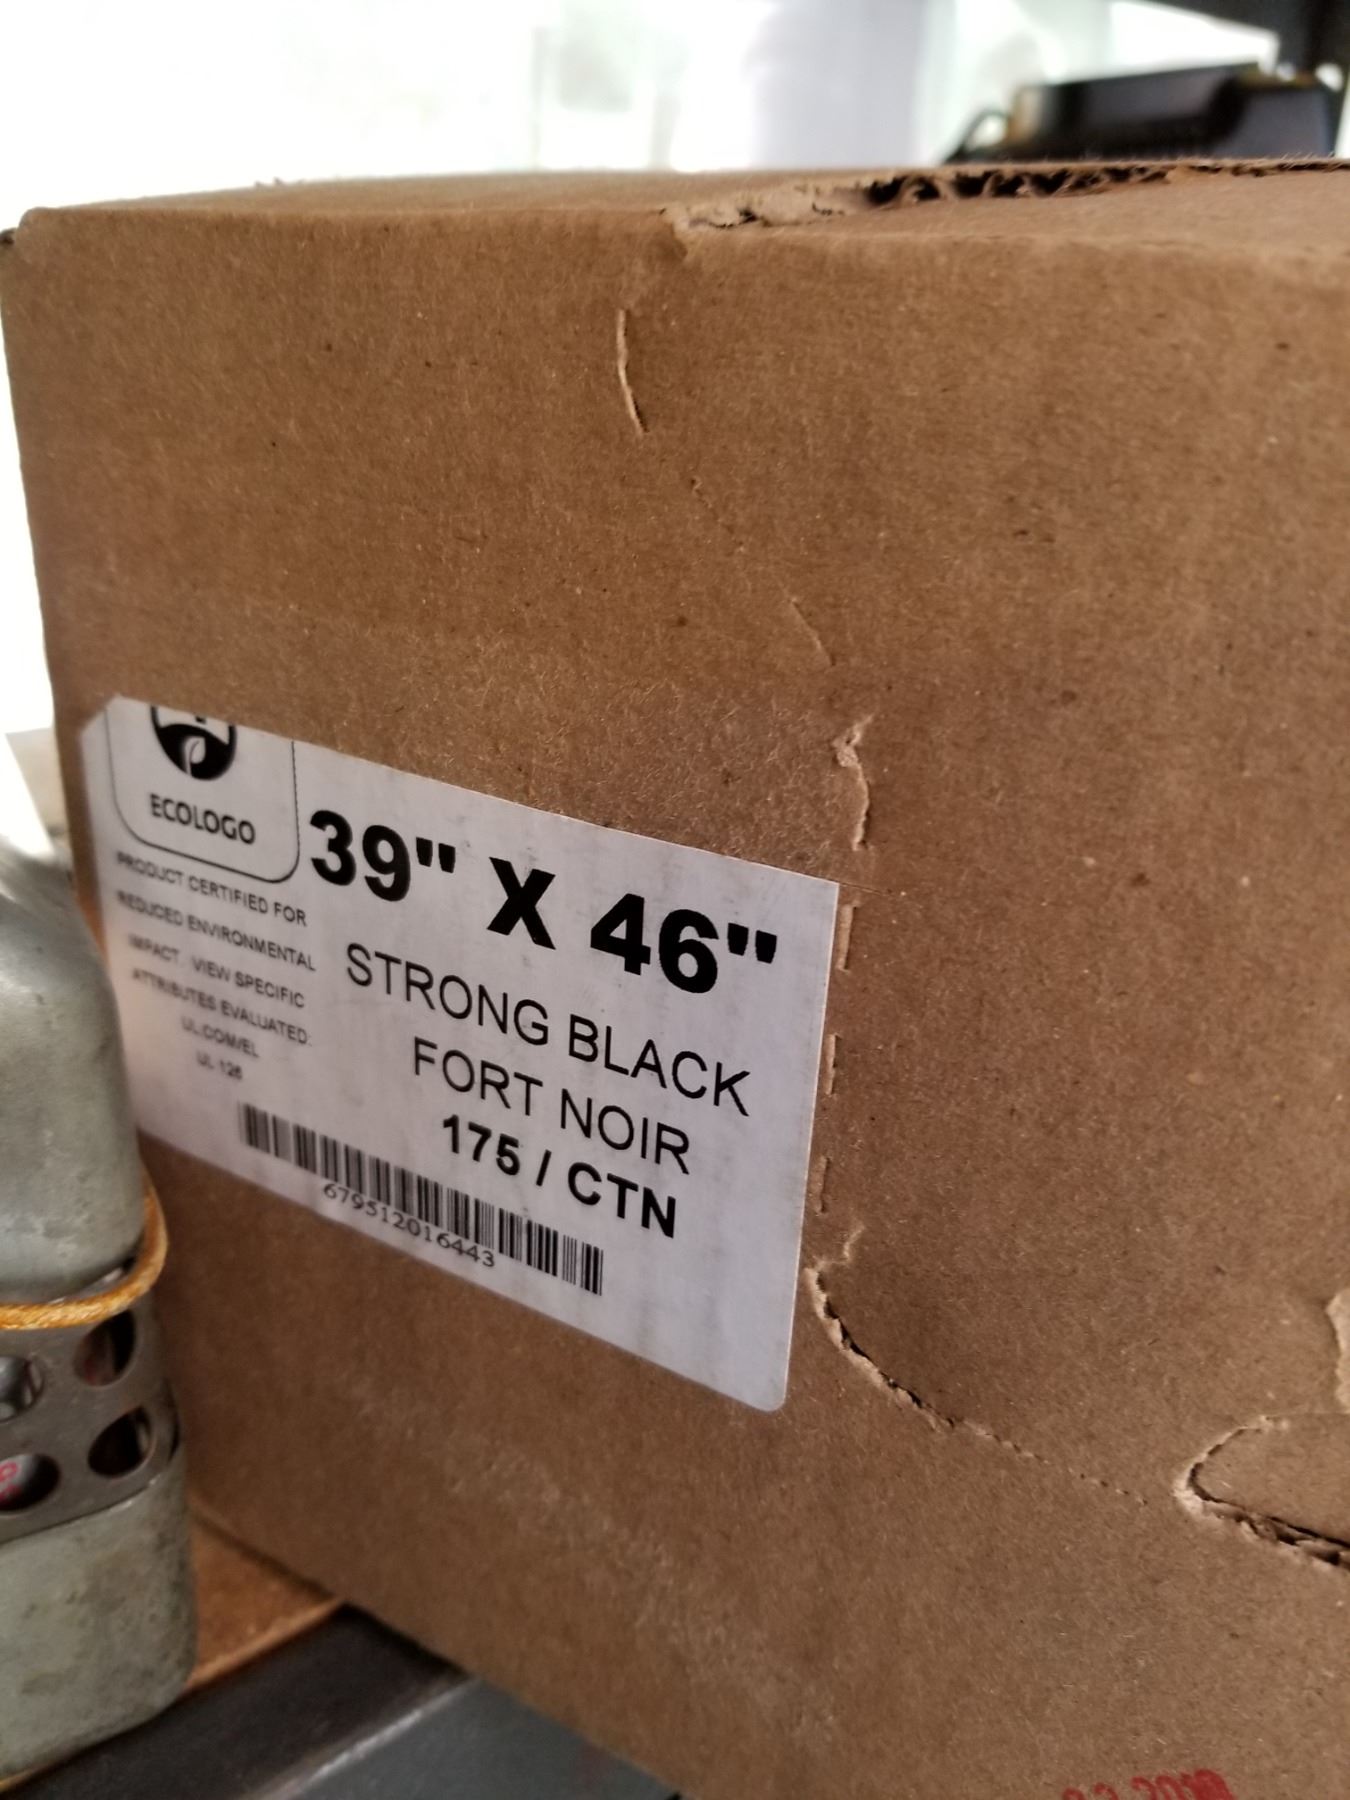 ECOLOGO
PRODUCT CERTIFIED FOR
REDUCED ENVIRONMENTAL
IMPACT VIEW SPECIFIC
ATTRIBUTES EVALUATED:
UL.COM/EL
UL 126
39" X 46"
STRONG BLACK
FORT NOIR
175 / CTN
679512016443